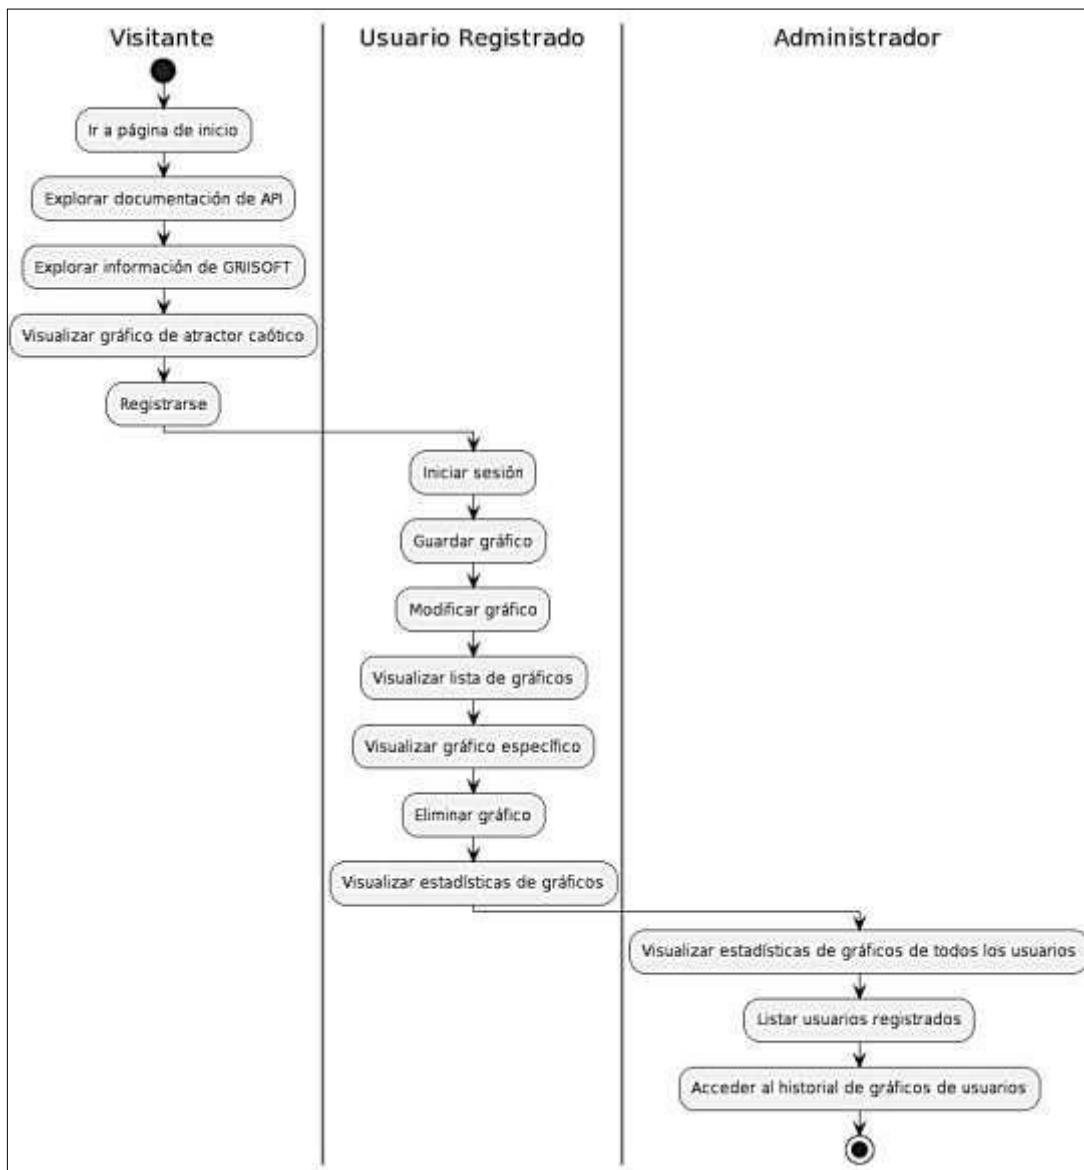 Visitante
Usuario Registrado
Administrador
Ir a página de inicio
Explorar documentación de API
Explorar información de GRIISOFT
Visualizar gráfico de atractor caótico
Registrarse
Iniciar sesión
Guardar gráfico
Modificar gráfico
Visualizar lista de gráficos
Visualizar gráfico específico
Eliminar gráfico
Visualizar estadísticas de gráficos
Visualizar estadísticas de gráficos de todos los usuarios
Listar usuarios registrados
Acceder al historial de gráficos de usuarios